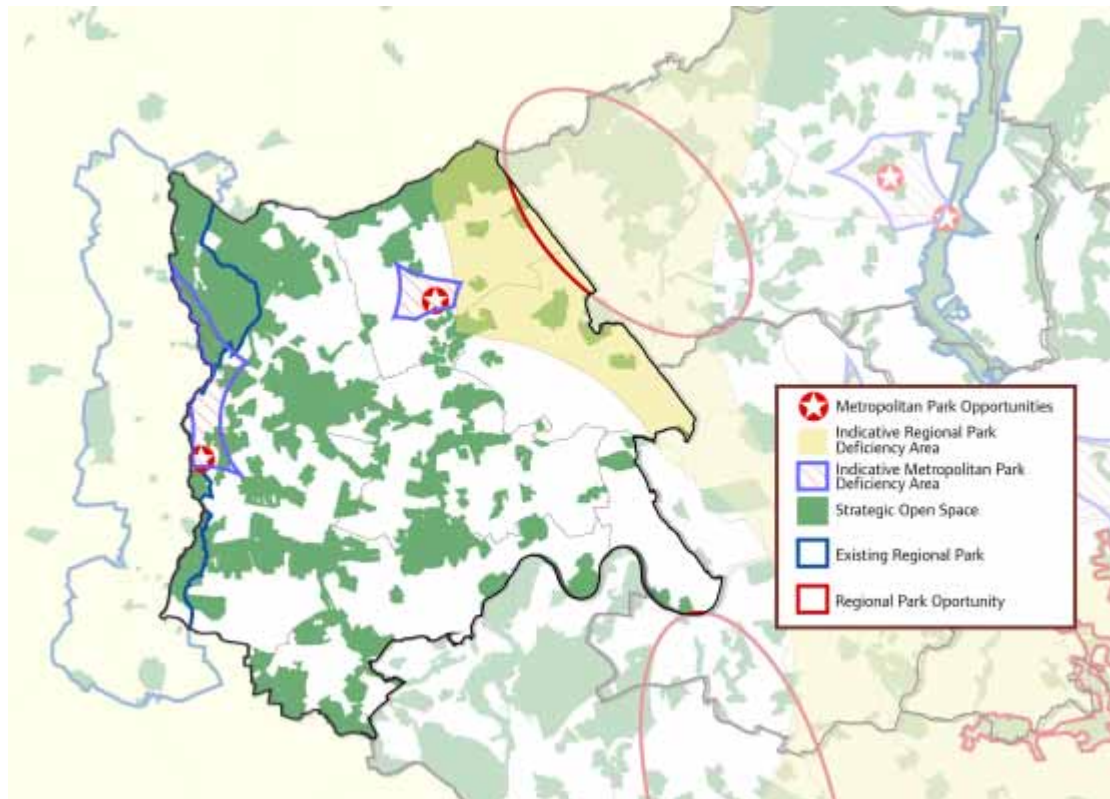 Metropolitan Park Opportunities
Indicative Regional Park
Deficiency Area
Indicative Metropolitan Park
Deficiency Area
Strategic Open Space
Existing Regional Park
Regional Park Oportunity